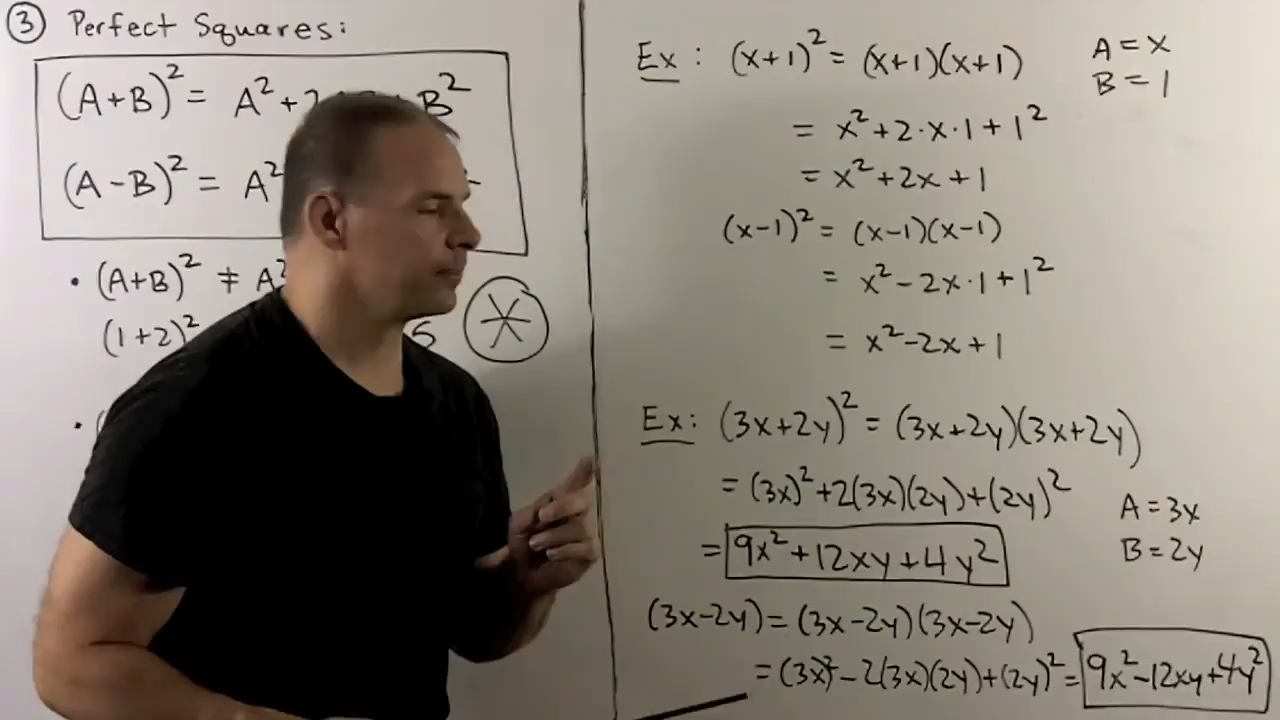 ③ Perfect Squares:
(A+B)² = A² + 2 B²
(A-B)² = A²
• (A+B)² ≠ A²
(1+2)² 5
•
Ex: (x+1)² = (x+1)(x+1)
A = x
B = 1
= x² + 2·x·1 + 1²
= x² + 2x + 1
(x-1)² = (x-1)(x-1)
= x² - 2x·1 + 1²
= x² - 2x + 1
Ex: (3x+2y)² = (3x+2y)(3x+2y)
= (3x)² + 2(3x)(2y) + (2y)²
A = 3x
B = 2y
= 9x² + 12xy + 4y²
(3x-2y) = (3x-2y)(3x-2y)
= (3x)² - 2(3x)(2y) + (2y)² = 9x² - 12xy + 4y²